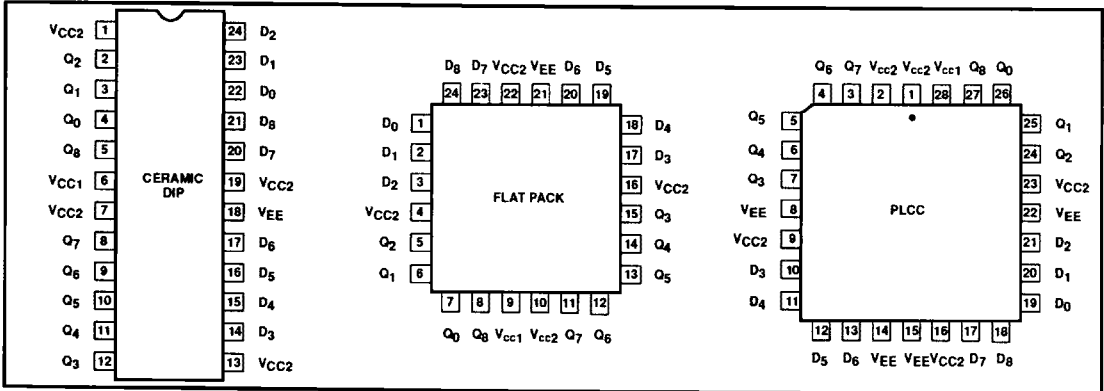 VCC2 1 24 D2
Q2 2 23 D1
Q1 3 22 D0
Q0 4 21 D8
Q8 5 20 D7
VCC1 6 CERAMIC DIP 19 VCC2
VCC2 7 18 VEE
Q7 8 17 D6
Q6 9 16 D5
Q5 10 15 D4
Q4 11 14 D3
Q3 12 13 VCC2
D8 D7 VCC2 VEE D6 D5
24 23 22 21 20 19
D0 1 18 D4
D1 2 17 D3
D2 3 16 VCC2
FLAT PACK
VCC2 4 15 Q3
Q2 5 14 Q4
Q1 6 13 Q5
7 8 9 10 11 12
Q0 Q8 Vcc1 Vcc2 Q7 Q6
Q6 Q7 Vcc2 Vcc2 Vcc1 Q8 Q0
4 3 2 1 28 27 26
Q5 5 25 Q1
Q4 6 24 Q2
Q3 7 23 VCC2
VEE 8 PLCC 22 VEE
VCC2 9 21 D2
D3 10 20 D1
D4 11 19 D0
12 13 14 15 16 17 18
D5 D6 VEE VEE VCC2 D7 D8